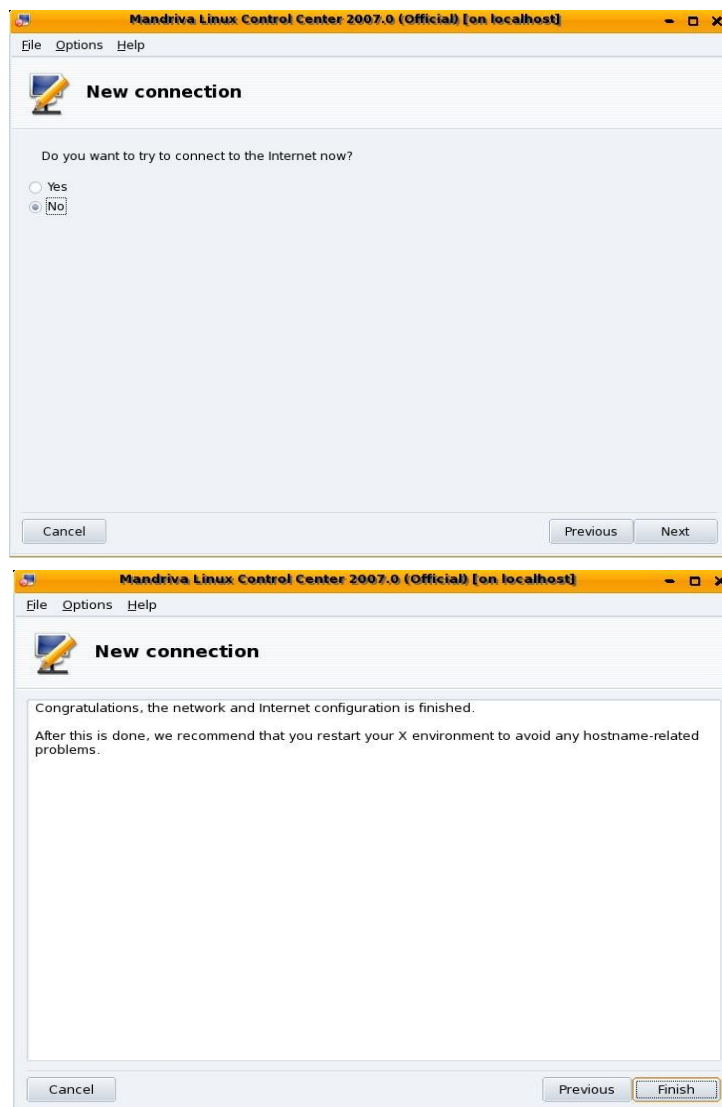 Mandriva Linux Control Center 2007.0 (Official) [on localhost]
File Options Help
New connection
Do you want to try to connect to the Internet now?
Yes
No
Cancel Previous Next
Mandriva Linux Control Center 2007.0 (Official) [on localhost]
File Options Help
New connection
Congratulations, the network and Internet configuration is finished.
After this is done, we recommend that you restart your X environment to avoid any hostname-related
problems.
Cancel Previous Finish